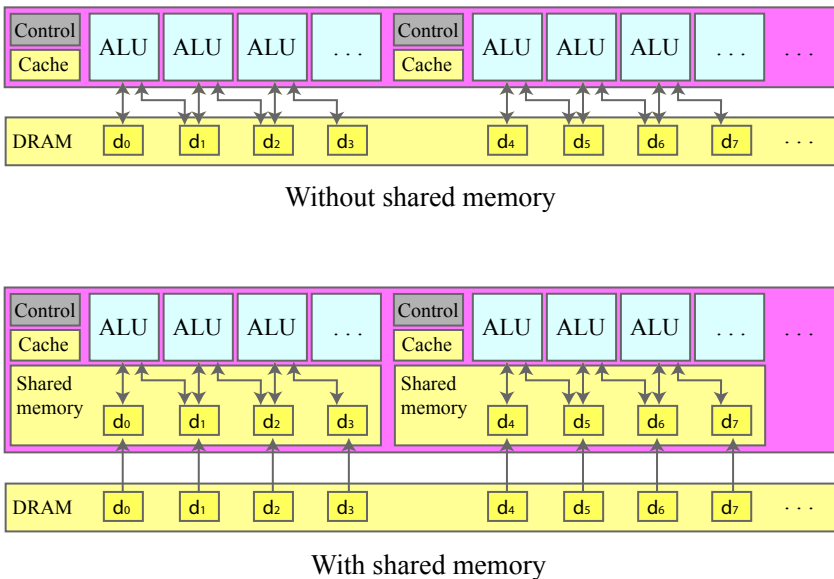 Control
Cache
ALU ALU ALU . . .
Control
Cache
ALU ALU ALU . . .
. . .
DRAM d0 d1 d2 d3 d4 d5 d6 d7 . . .
Without shared memory
Control
Cache
ALU ALU ALU . . .
Control
Cache
ALU ALU ALU . . .
. . .
Shared
memory
d0 d1 d2 d3
Shared
memory
d4 d5 d6 d7
DRAM d0 d1 d2 d3 d4 d5 d6 d7 . . .
With shared memory